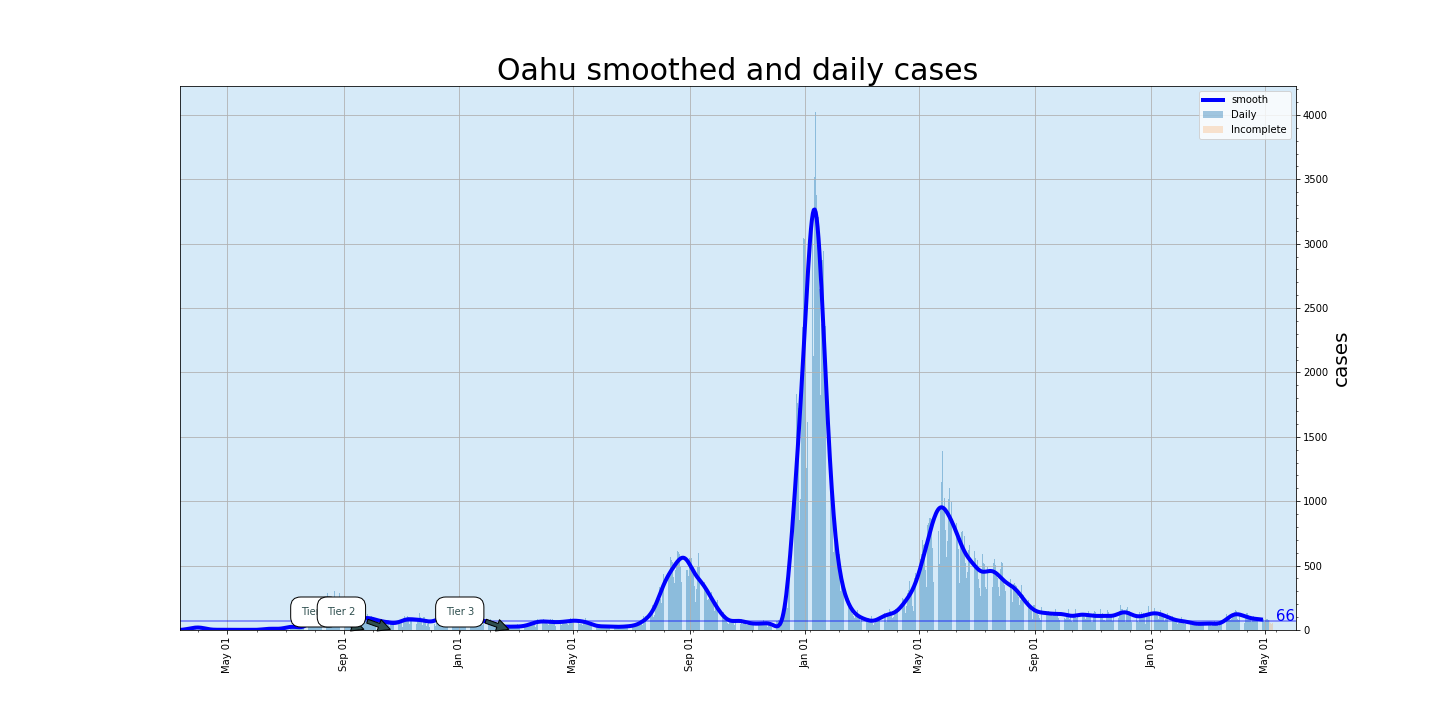 Oahu smoothed and daily cases
smooth
Daily
Incomplete
4000
3500
3000
2500
2000
1500
1000
500
0
cases
66
Tier 2
Tier 3
May 01
Sep 01
Jan 01
May 01
Sep 01
Jan 01
May 01
Sep 01
Jan 01
May 01